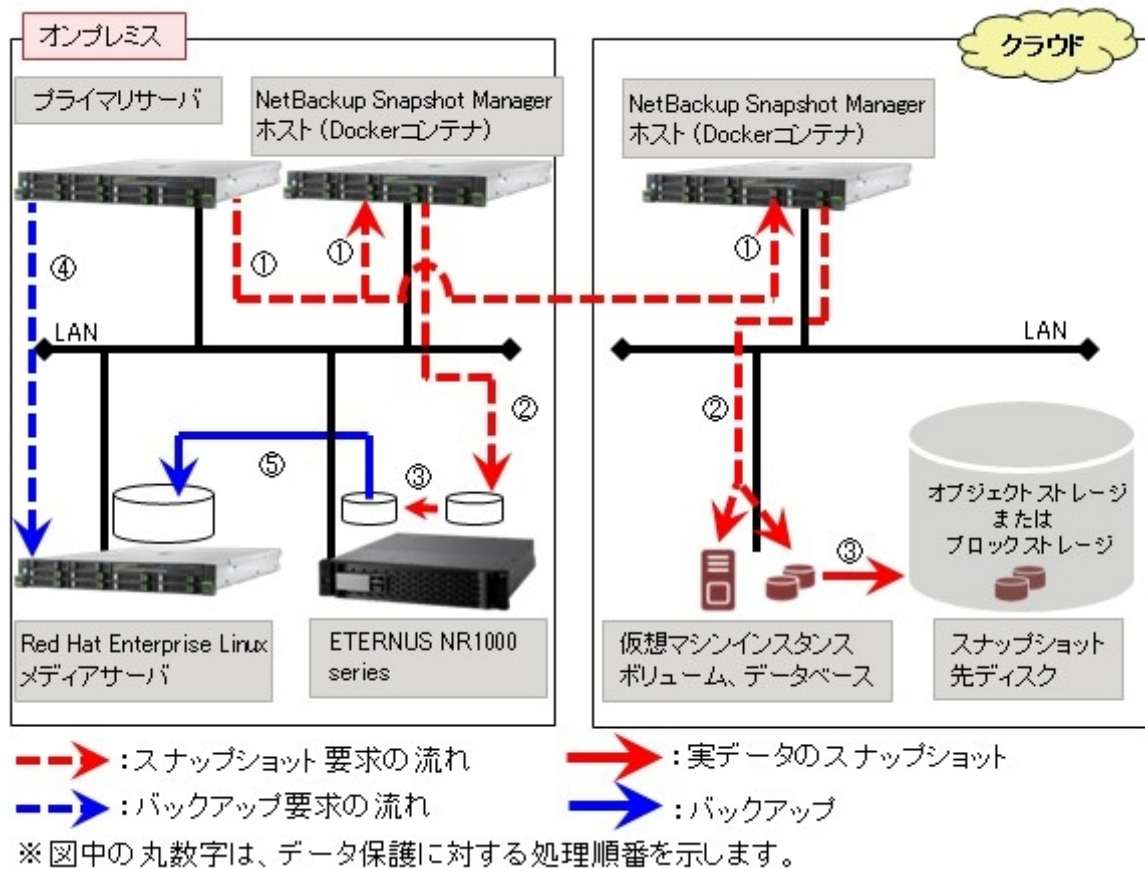 オンプレミス
クラウド
プライマリサーバ
NetBackup Snapshot Manager
ホスト（Dockerコンテナ）
NetBackup Snapshot Manager
ホスト（Dockerコンテナ）
④
①
①
①
LAN
LAN
②
②
⑤
③
③
オブジェクトストレージ
または
ブロックストレージ
Red Hat Enterprise Linux
メディアサーバ
ETERNUS NR1000
series
仮想マシンインスタンス
ボリューム、データベース
スナップショット
先ディスク
：スナップショット要求の流れ
：実データのスナップショット
：バックアップ要求の流れ
：バックアップ
※図中の丸数字は、データ保護に対する処理順番を示します。